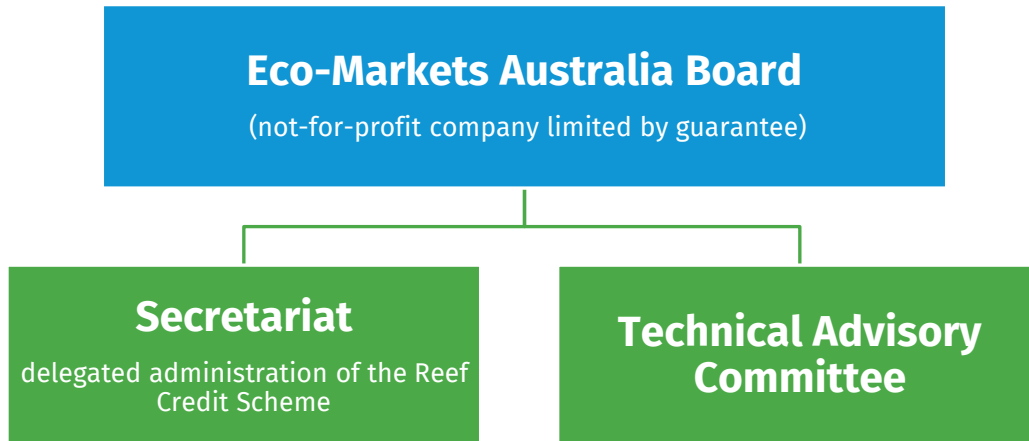 Eco-Markets Australia Board
(not-for-profit company limited by guarantee)
Secretariat
delegated administration of the Reef
Credit Scheme
Technical Advisory
Committee